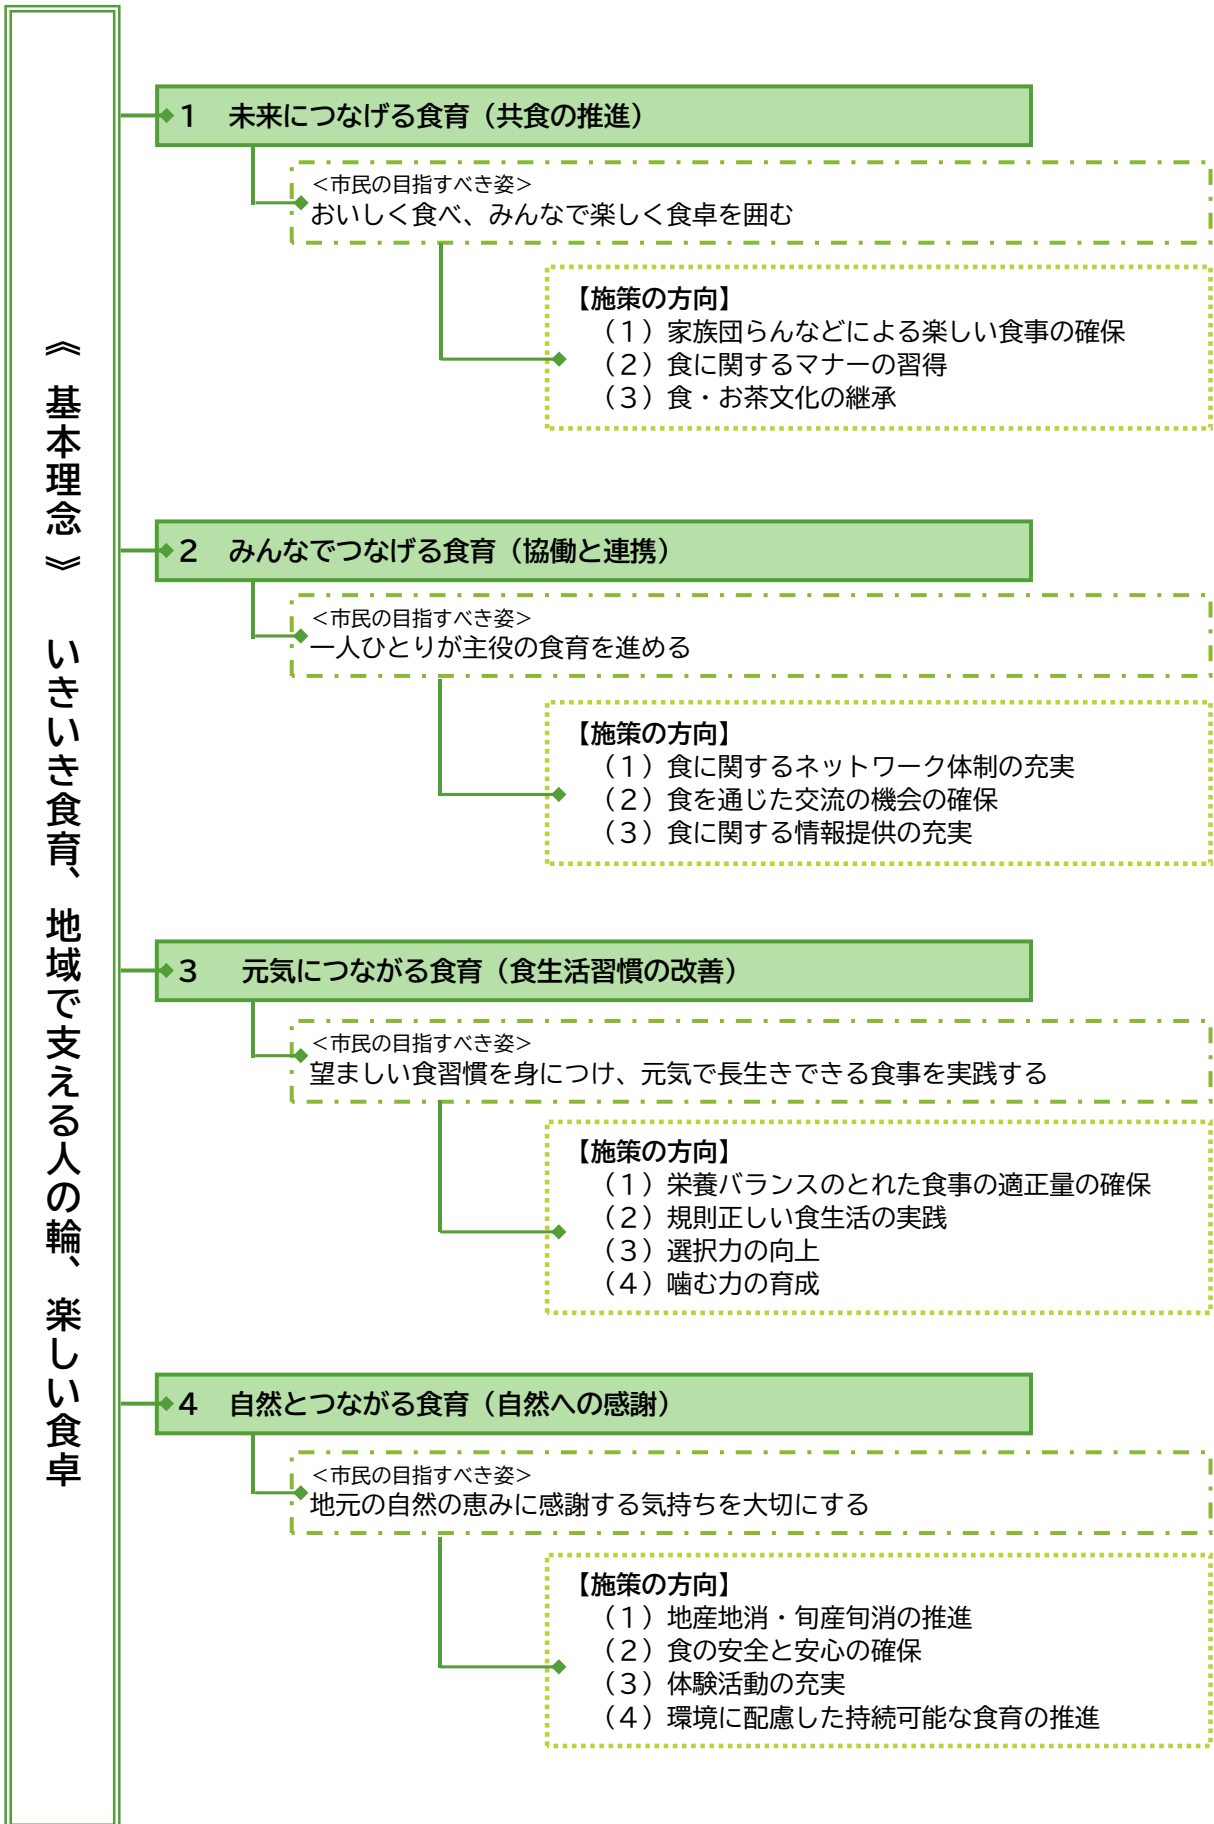 《 基本理念 》 いきいき食育、地域で支える人の輪、楽しい食卓
1 未来につなげる食育（共食の推進）
＜市民の目指すべき姿＞
おいしく食べ、みんなで楽しく食卓を囲む
【施策の方向】
（１）家族団らんなどによる楽しい食事の確保
（２）食に関するマナーの習得
（３）食・お茶文化の継承
2 みんなでつなげる食育（協働と連携）
＜市民の目指すべき姿＞
一人ひとりが主役の食育を進める
【施策の方向】
（１）食に関するネットワーク体制の充実
（２）食を通じた交流の機会の確保
（３）食に関する情報提供の充実
3 元気につながる食育（食生活習慣の改善）
＜市民の目指すべき姿＞
望ましい食習慣を身につけ、元気で長生きできる食事を実践する
【施策の方向】
（１）栄養バランスのとれた食事の適正量の確保
（２）規則正しい食生活の実践
（３）選択力の向上
（４）噛む力の育成
4 自然とつながる食育（自然への感謝）
＜市民の目指すべき姿＞
地元の自然の恵みに感謝する気持ちを大切にする
【施策の方向】
（１）地産地消・旬産旬消の推進
（２）食の安全と安心の確保
（３）体験活動の充実
（４）環境に配慮した持続可能な食育の推進